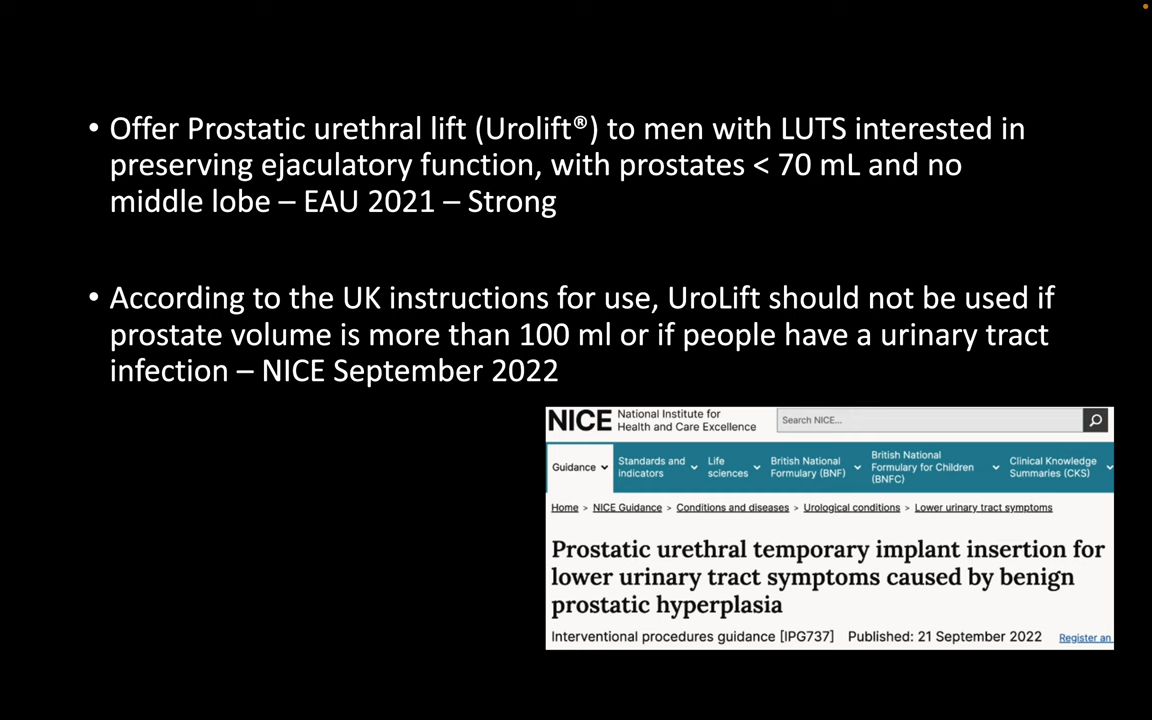 • Offer Prostatic urethral lift (Urolift®) to men with LUTS interested in
preserving ejaculatory function, with prostates < 70 mL and no
middle lobe – EAU 2021 – Strong
• According to the UK instructions for use, UroLift should not be used if
prostate volume is more than 100 ml or if people have a urinary tract
infection – NICE September 2022
NICE National Institute for
Health and Care Excellence
Search NICE...
Guidance
Standards and
indicators
Life
sciences
British National
Formulary (BNF)
British National
Formulary for Children
(BNFC)
Clinical Knowledge
Summaries (CKS)
Home > NICE Guidance > Conditions and diseases > Urological conditions > Lower urinary tract symptoms
Prostatic urethral temporary implant insertion for
lower urinary tract symptoms caused by benign
prostatic hyperplasia
Interventional procedures guidance [IPG737] Published: 21 September 2022 Register an